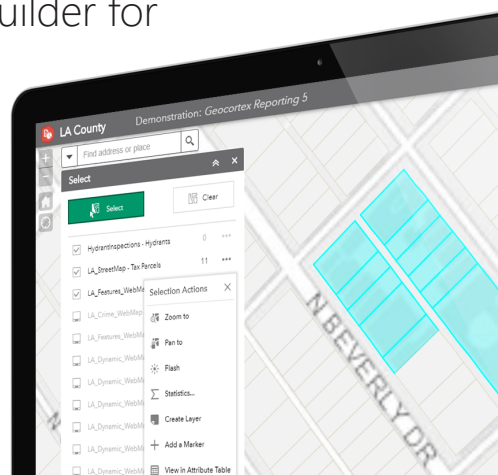 uilder for
LA County Demonstration: Geocortex Reporting 5
Find address or place
Select
Select Clear
HydrantInspections - Hydrants 0
LA_StreetMap - Tax Parcels 11
LA_Features_WebMa
Selection Actions
LA_Crime_WebMap
Zoom to
LA_Features_WebMa
Pan to
LA_Dynamic_WebMa
Flash
LA_Dynamic_WebMa
Statistics...
LA_Dynamic_WebMa
Create Layer
LA_Dynamic_WebMa
Add a Marker
LA_Dynamic_WebMa
View in Attribute Table
N BEVERLY DR
N